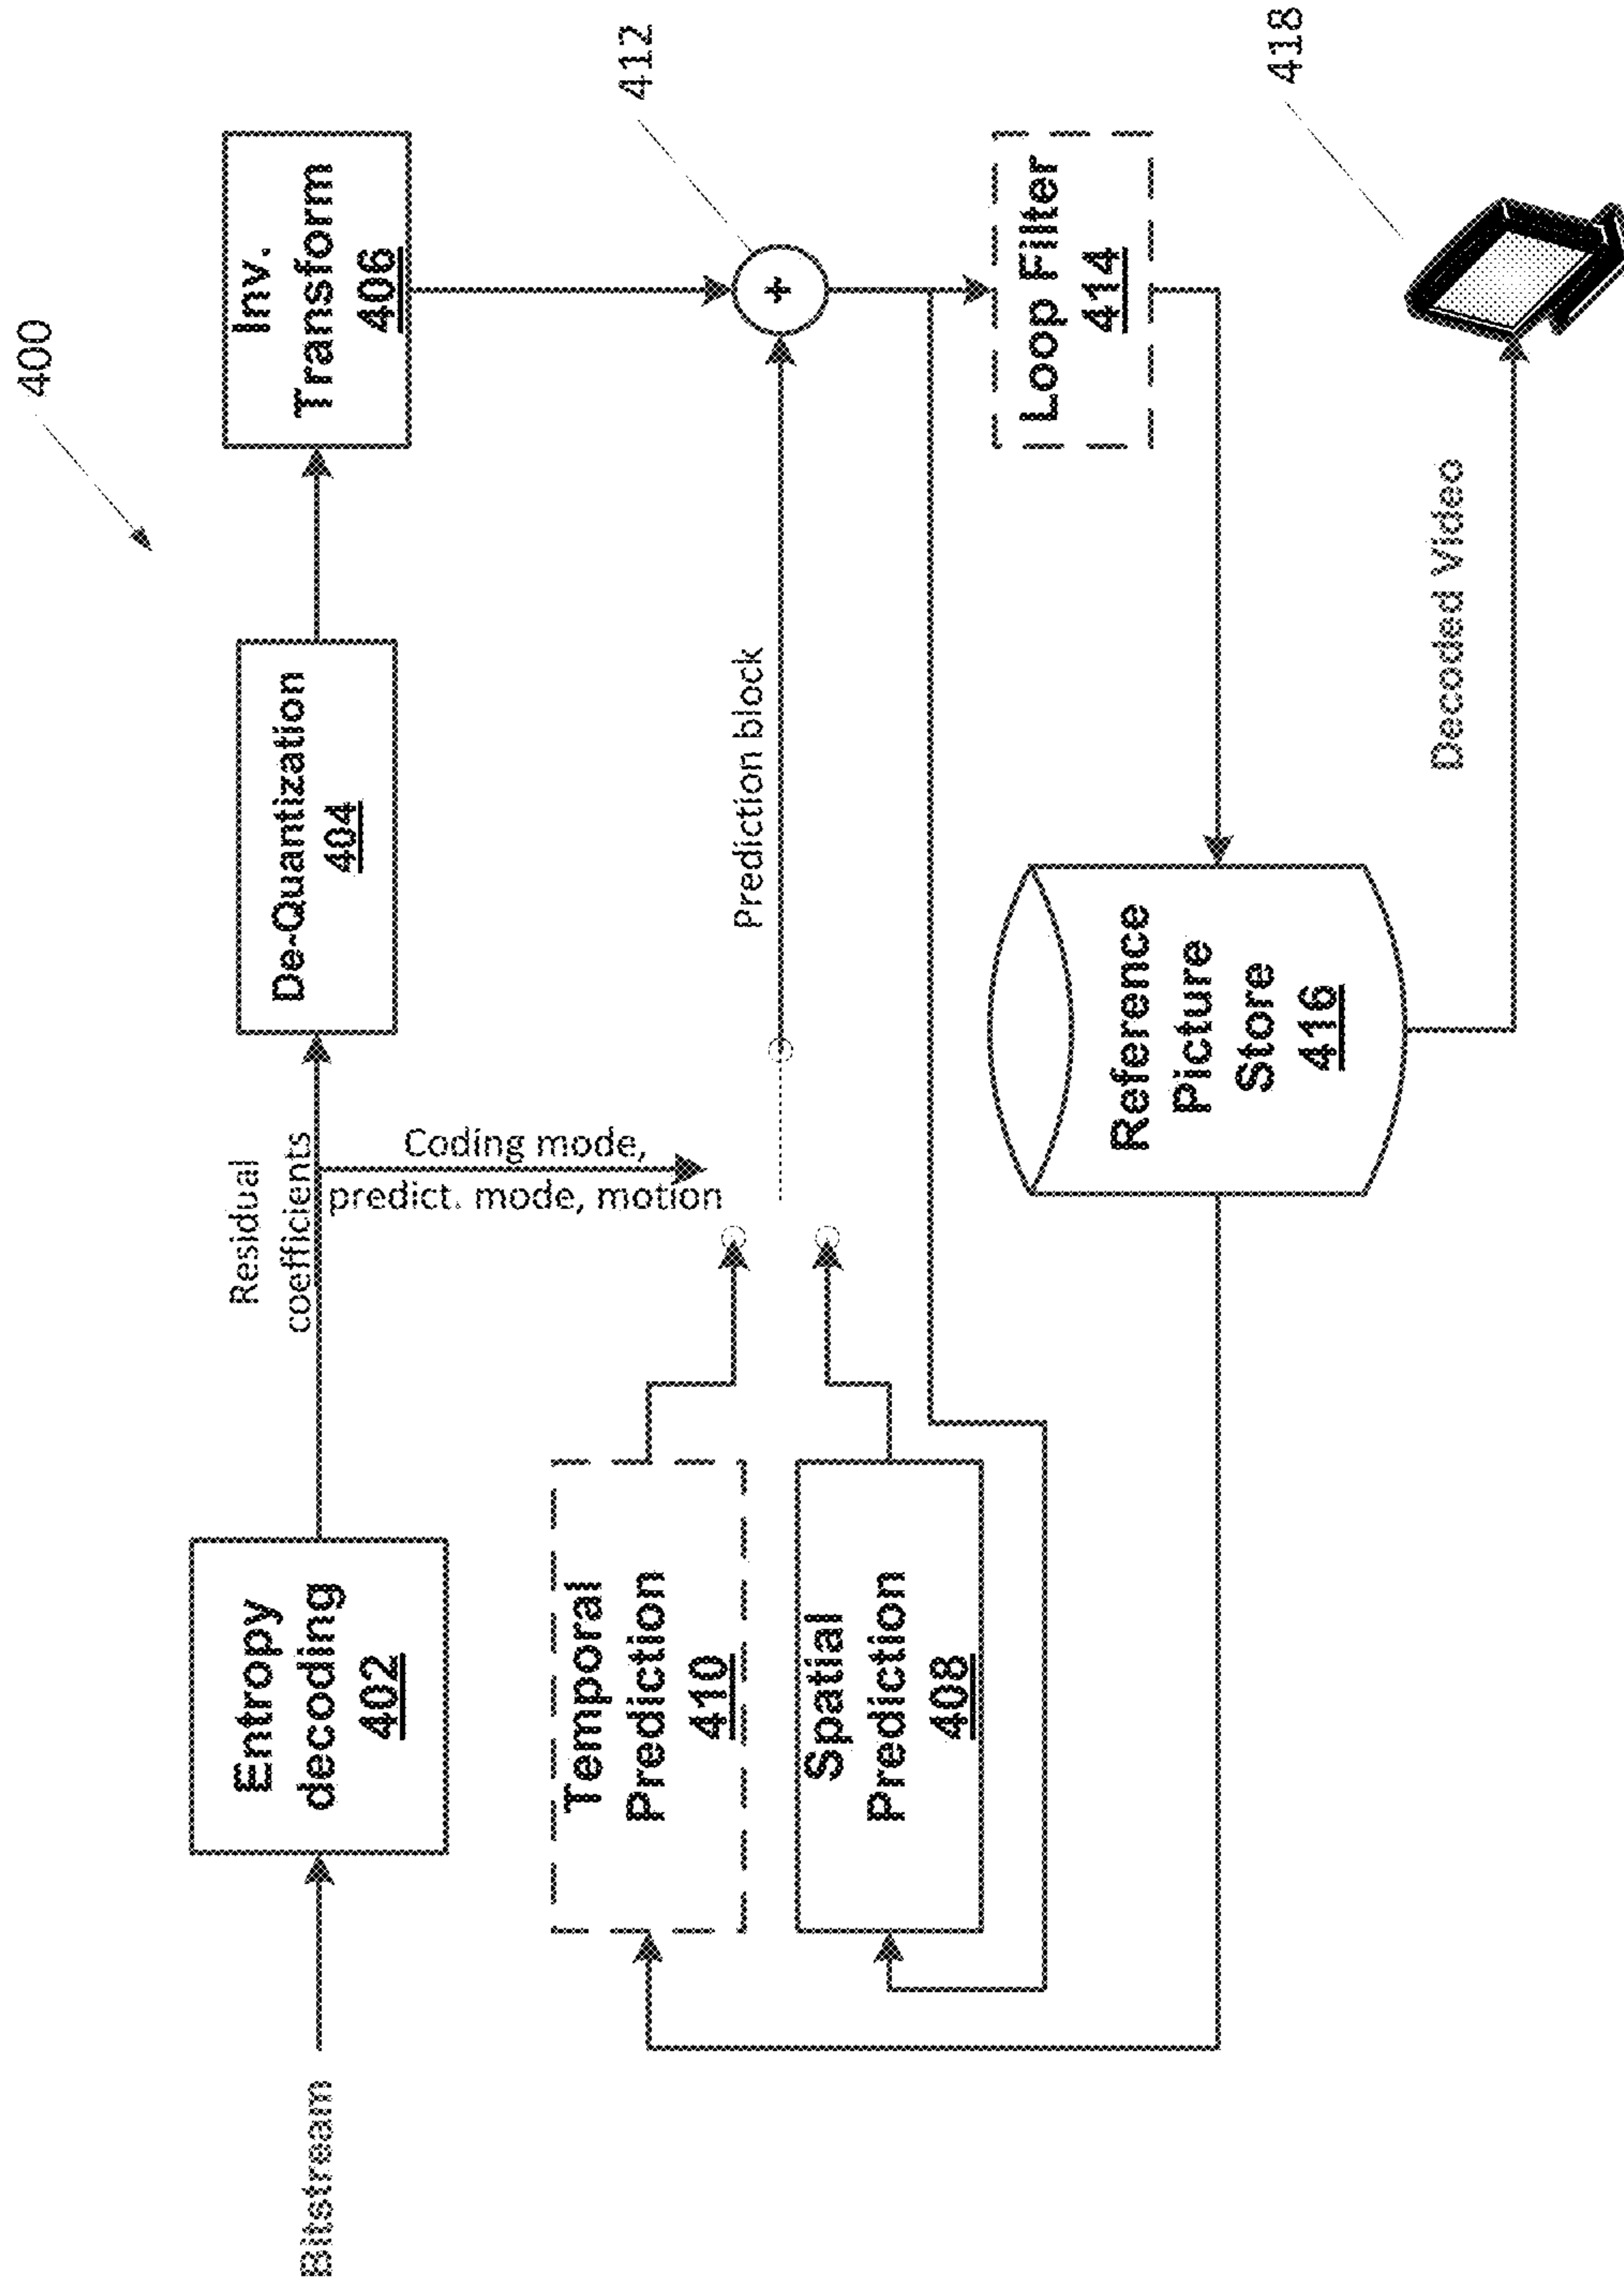 400
Entropy
decoding
402
De-Quantization
404
Inv.
Transform
406
Bitstream
Residual
coefficients
Coding mode,
predict. mode, motion
412
Temporal
Prediction
410
Prediction block
+
Spatial
Prediction
408
Loop Filter
414
Reference
Picture
Store
416
418
Decoded Video